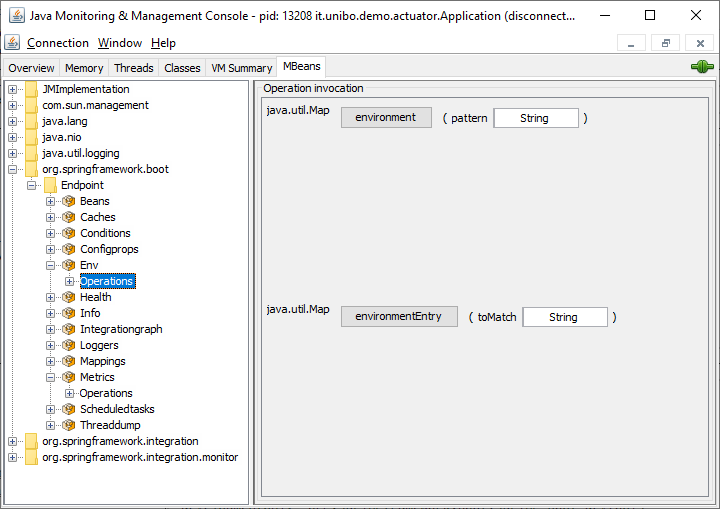 Java Monitoring & Management Console - pid: 13208 it.unibo.demo.actuator.Application (disconnect...
Connection Window Help
Overview Memory Threads Classes VM Summary MBeans
JMImplementation
com.sun.management
java.lang
java.nio
java.util.logging
org.springframework.boot
Endpoint
Beans
Caches
Conditions
Configprops
Env
Operations
Health
Info
Integrationgraph
Loggers
Mappings
Metrics
Operations
Scheduledtasks
Threaddump
org.springframework.integration
org.springframework.integration.monitor
Operation invocation
java.util.Map environment ( pattern String )
java.util.Map environmentEntry ( toMatch String )